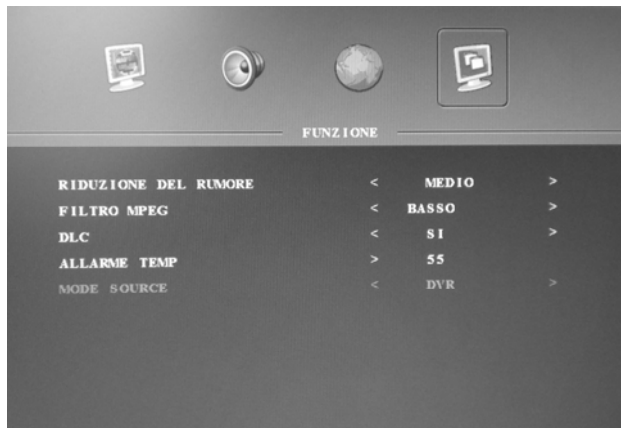 FUNZIONE
RIDUZIONE DEL RUMORE < MEDIO >
FILTRO MPEG < BASSO >
DLC < SI >
ALLARME TEMP > 55
MODE SOURCE < DVR >